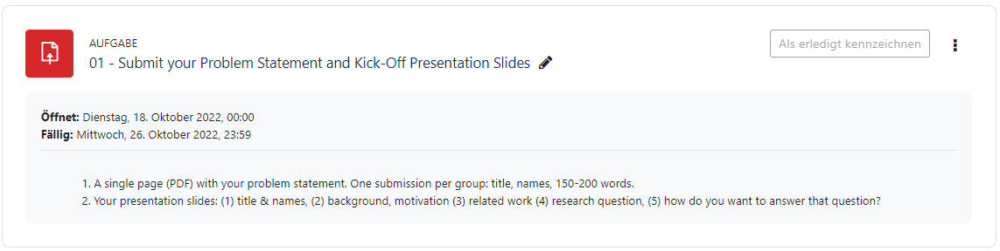 AUFGABE
01 - Submit your Problem Statement and Kick-Off Presentation Slides
Als erledigt kennzeichnen
Öffnet: Dienstag, 18. Oktober 2022, 00:00
Fällig: Mittwoch, 26. Oktober 2022, 23:59
1. A single page (PDF) with your problem statement. One submission per group: title, names, 150-200 words.
2. Your presentation slides: (1) title & names, (2) background, motivation (3) related work (4) research question, (5) how do you want to answer that question?